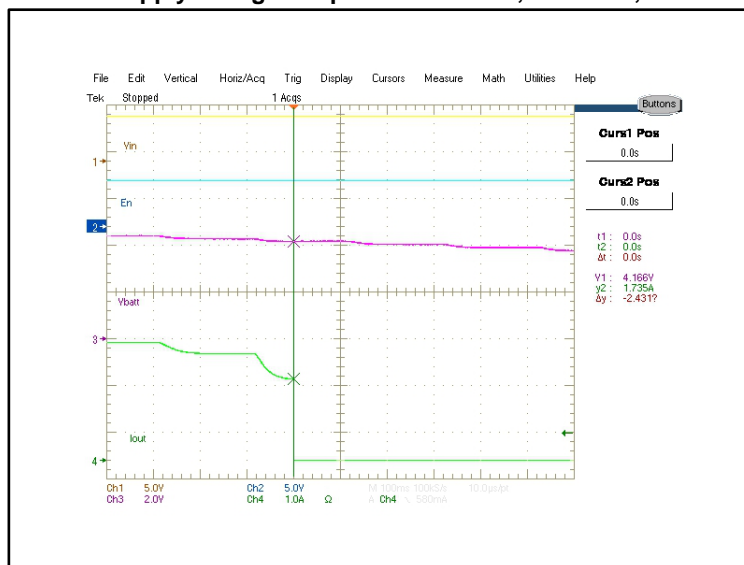 File Edit Vertical Horiz/Acq Trig Display Cursors Measure Math Utilities Help
Tek Stopped 1 Acqs
Buttons
Curs1 Pos
0.0s
Curs2 Pos
0.0s
t1 : 0.0s
t2 : 0.0s
Δt : 0.0s
Y1 : 4.166V
y2 : 1.735A
Δy : -2.431?
1
Vin
En
2
Vbatt
3
Iout
4
Ch1 5.0V Ch2 5.0V M 100ms 100kS/s 10.0µs/pt
Ch3 2.0V Ch4 1.0A Ω A Ch4 580mA